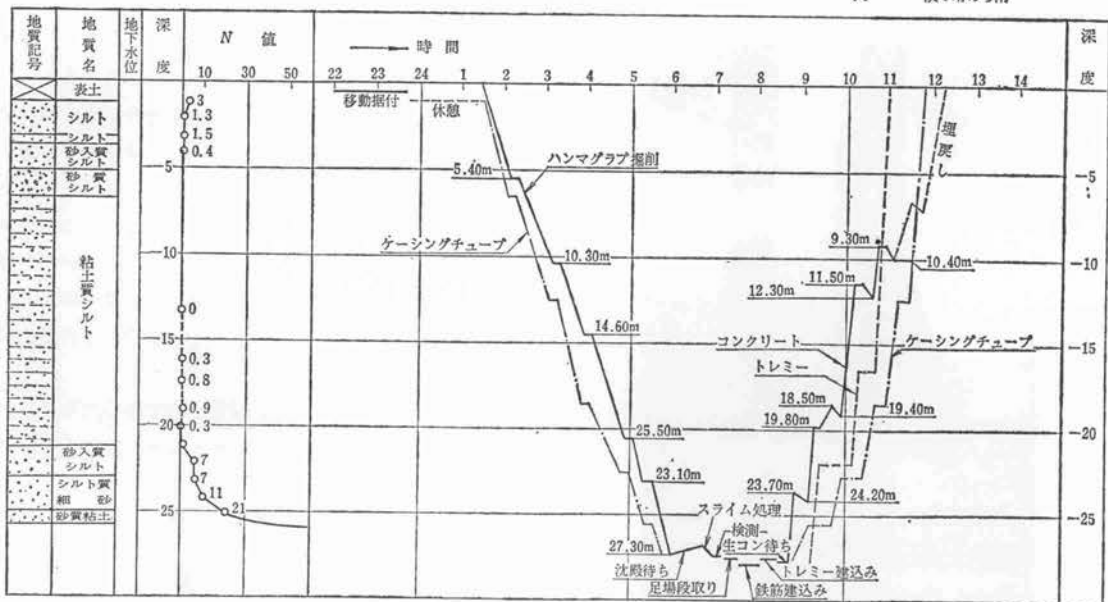 地質記号
地質名
地下水位
深度
N 値
10 30 50
時間
22 23 24 1 2 3 4 5 6 7 8 9 10 11 12 13 14
深度
表土
シルト
シルト
砂入質
シルト
砂質
シルト
粘土質シルト
砂入質
シルト
シルト質
細砂
砂質粘土
-5
-10
-15
-20
-25
3
1.3
1.5
0.4
0
0.3
0.8
0.9
0.3
7
7
11
21
移動据付
休憩
ハンマグラブ掘削
5.40m
ケーシングチューブ
10.30m
14.60m
25.50m
23.10m
27.30m
沈殿待ち
足場段取り
スライム処理
検測
生コン待ち
鉄筋建込み
トレミー建込み
埋戻し
9.30m
10.40m
11.50m
12.30m
コンクリート
ケーシングチューブ
トレミー
18.50m
19.40m
19.80m
23.70m
24.20m
-5
-10
-15
-20
-25